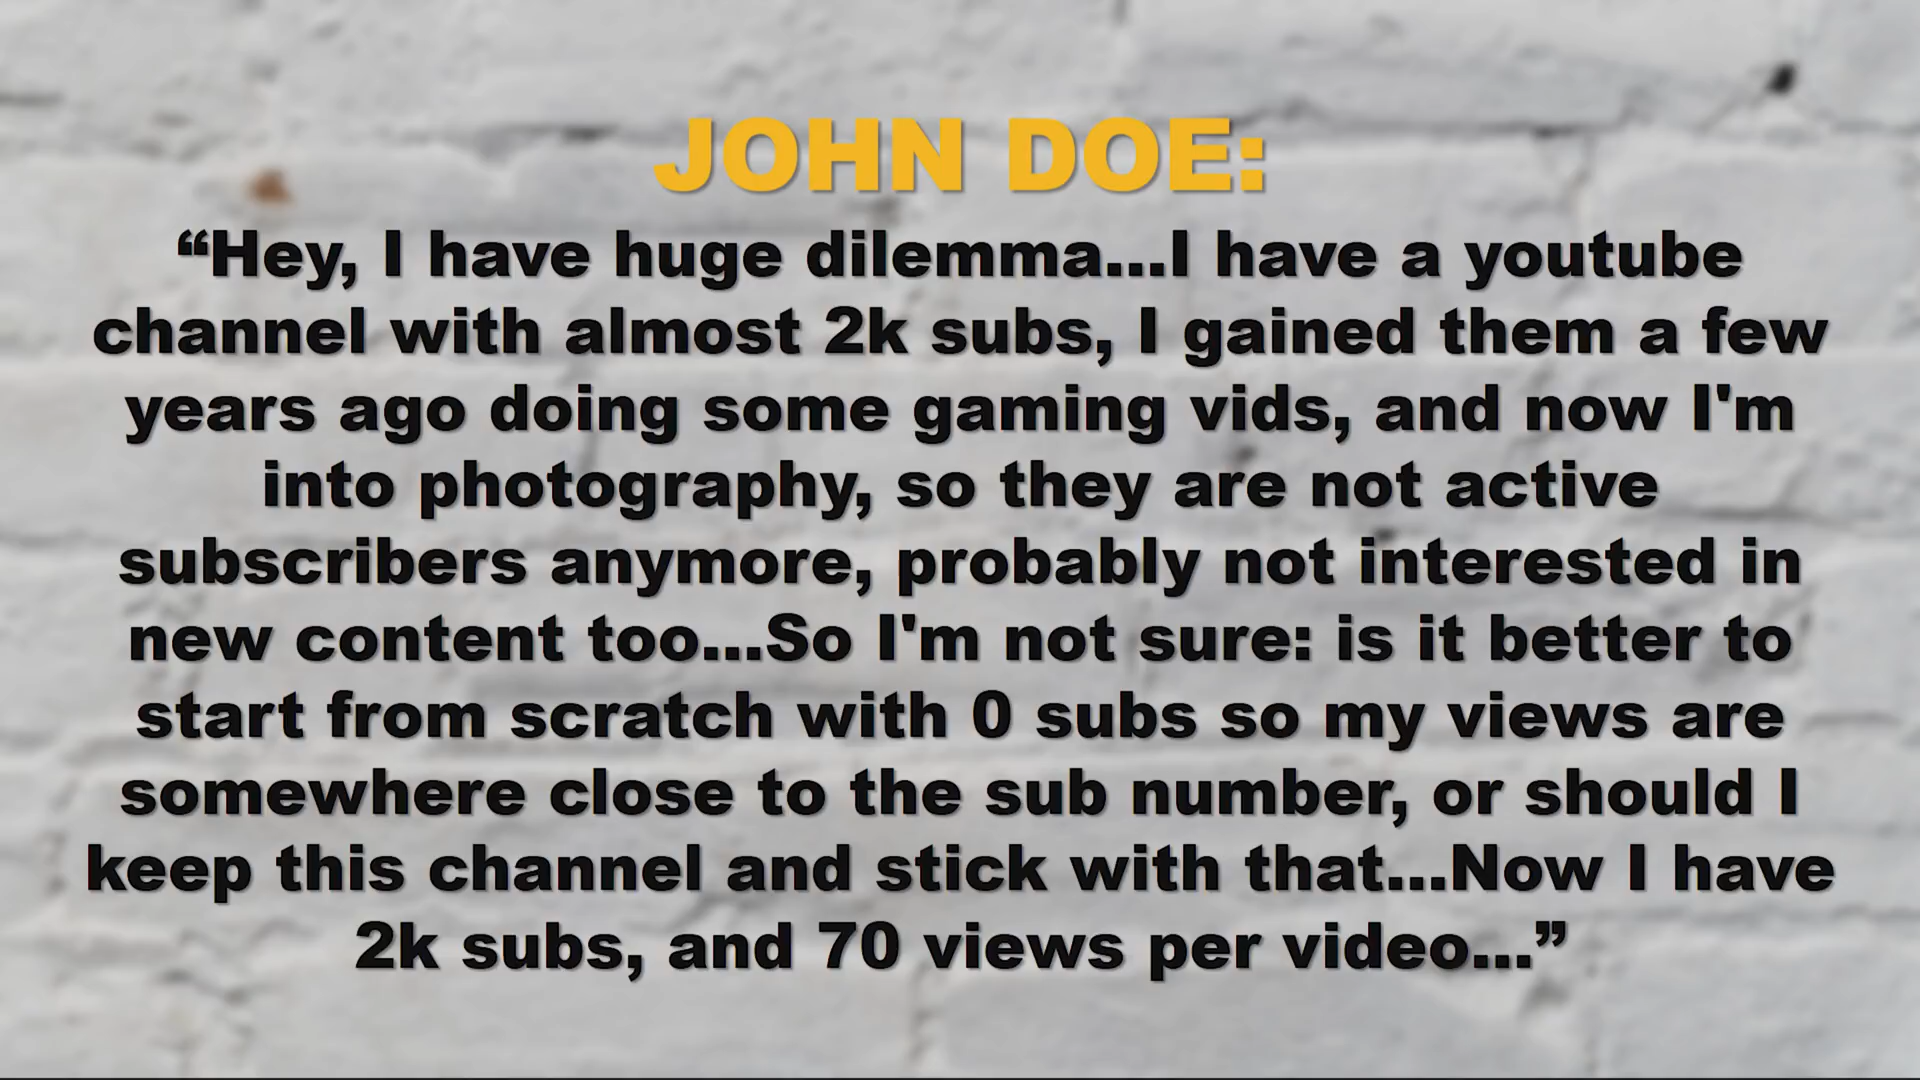 JOHN DOE:
“Hey, I have huge dilemma...I have a youtube
channel with almost 2k subs, I gained them a few
years ago doing some gaming vids, and now I'm
into photography, so they are not active
subscribers anymore, probably not interested in
new content too...So I'm not sure: is it better to
start from scratch with 0 subs so my views are
somewhere close to the sub number, or should I
keep this channel and stick with that...Now I have
2k subs, and 70 views per video...”